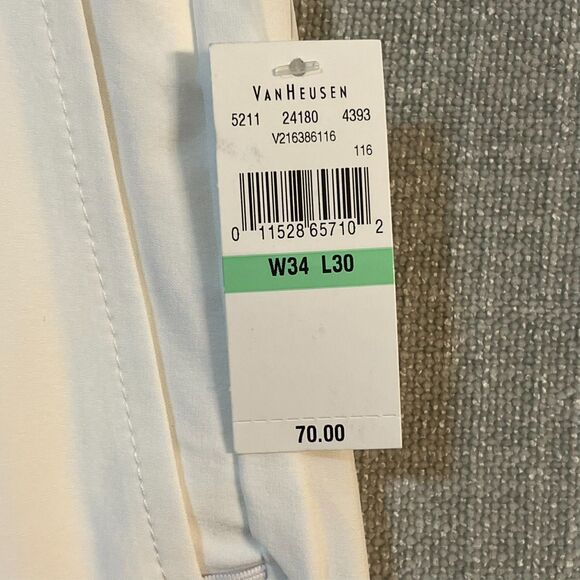 VANHEUSEN
5211 24180 4393
V216386116
116
0 11528 65710 2
W34 L30
70.00